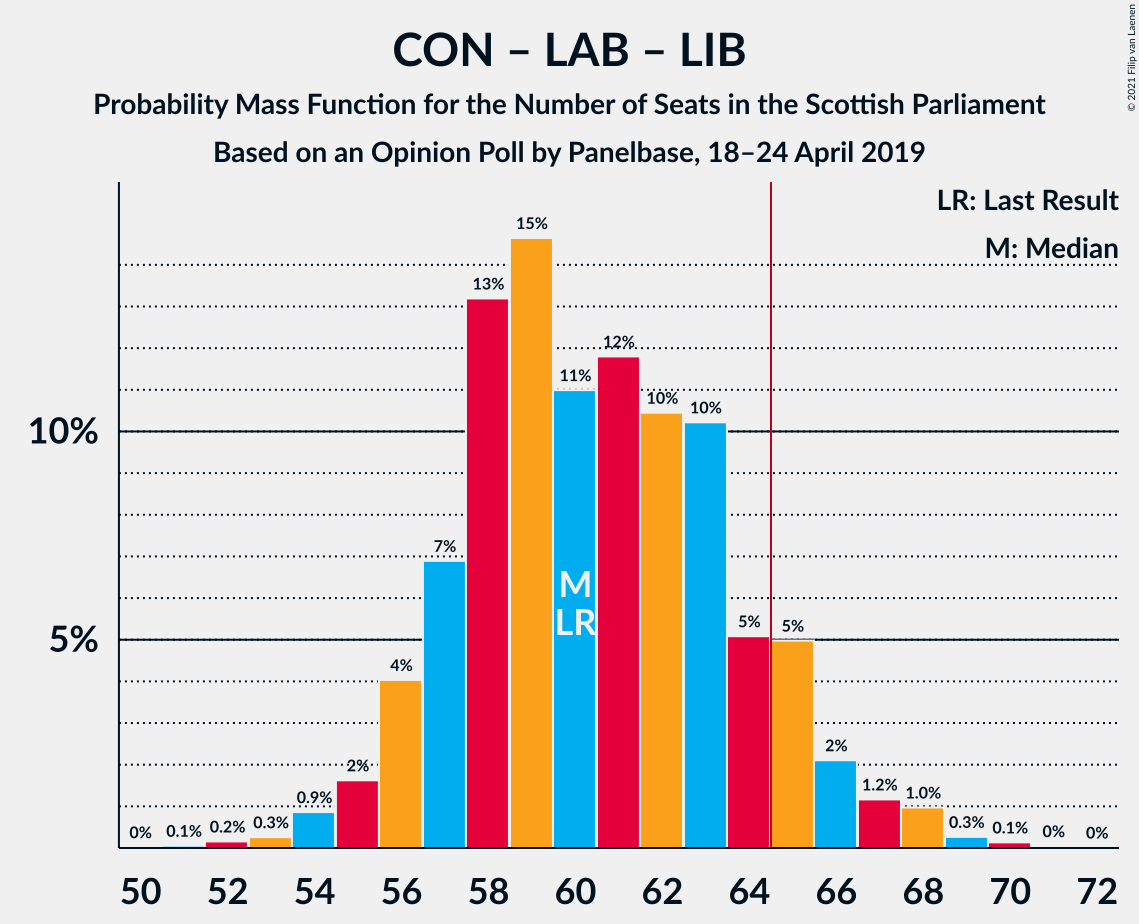 CON – LAB – LIB
Probability Mass Function for the Number of Seats in the Scottish Parliament
Based on an Opinion Poll by Panelbase, 18–24 April 2019
© 2021 Filip van Laenen
LR: Last Result
M: Median
10%
5%
0%
0.1%
0.2%
0.3%
0.9%
2%
4%
7%
13%
15%
11%
12%
10%
10%
5%
5%
2%
1.2%
1.0%
0.3%
0.1%
0%
0%
M
LR
50 52 54 56 58 60 62 64 66 68 70 72